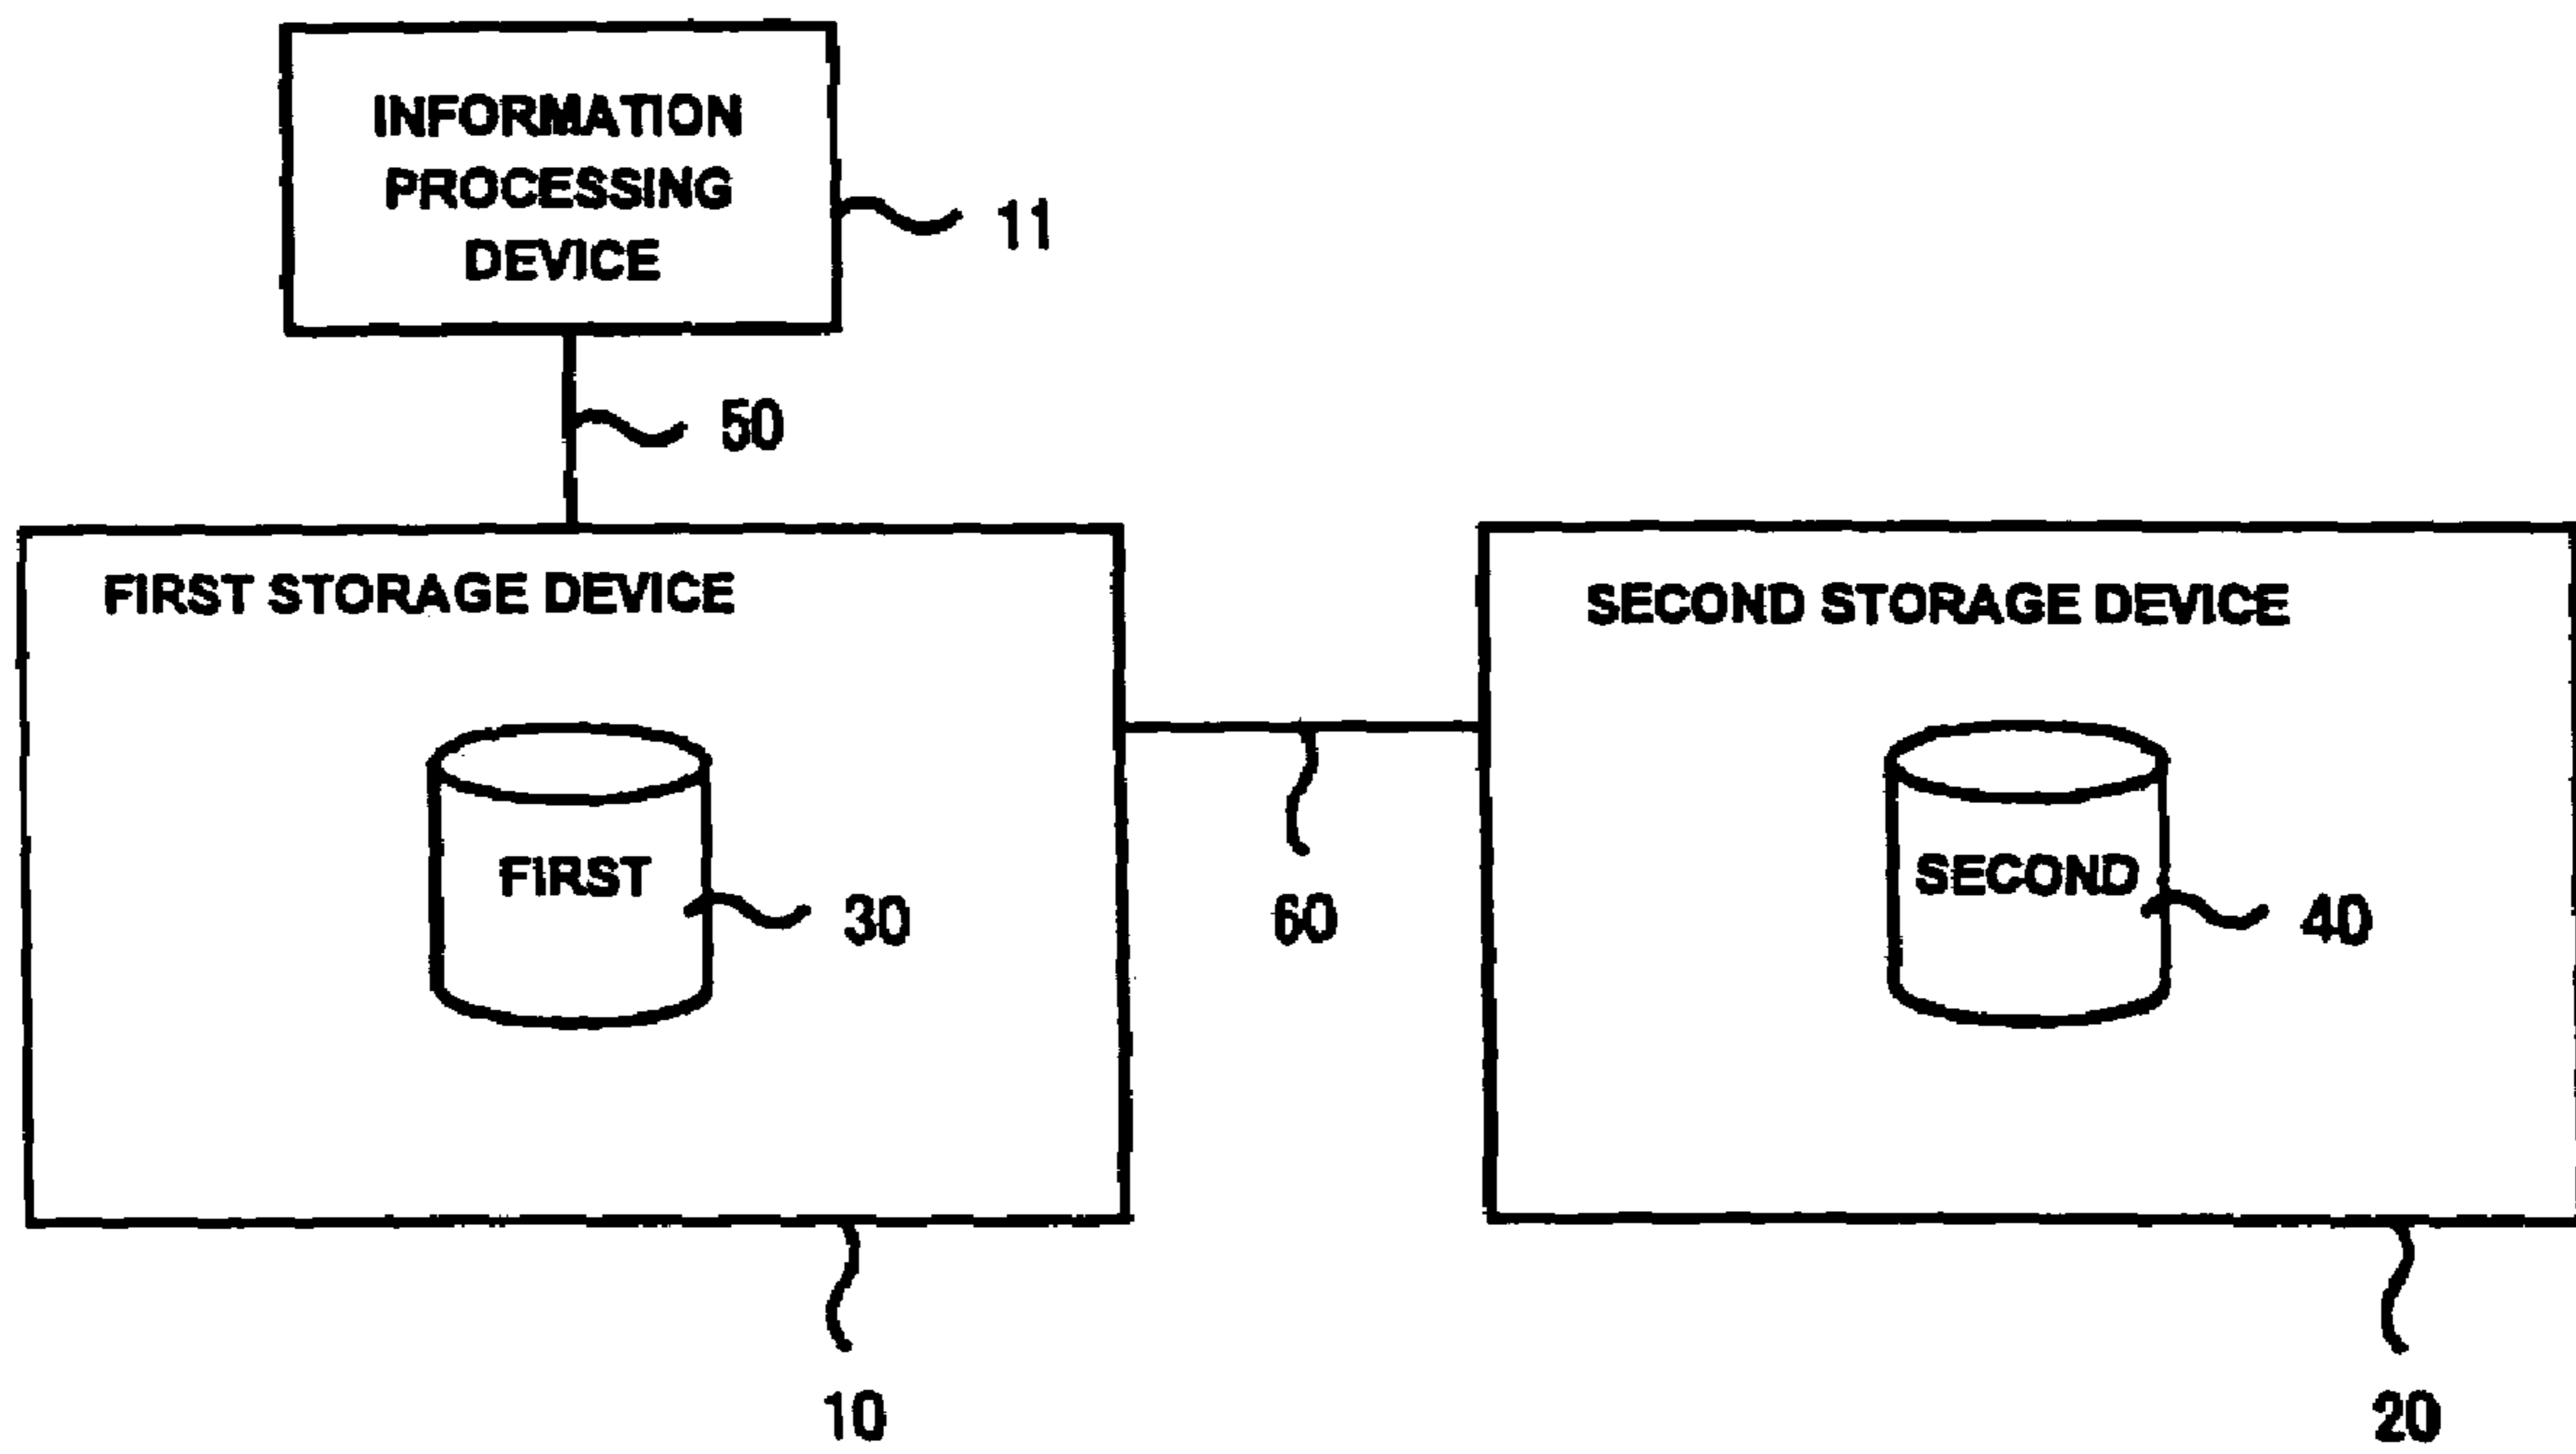 INFORMATION
PROCESSING
DEVICE
11
50
FIRST STORAGE DEVICE
SECOND STORAGE DEVICE
FIRST
30
60
SECOND
40
10
20